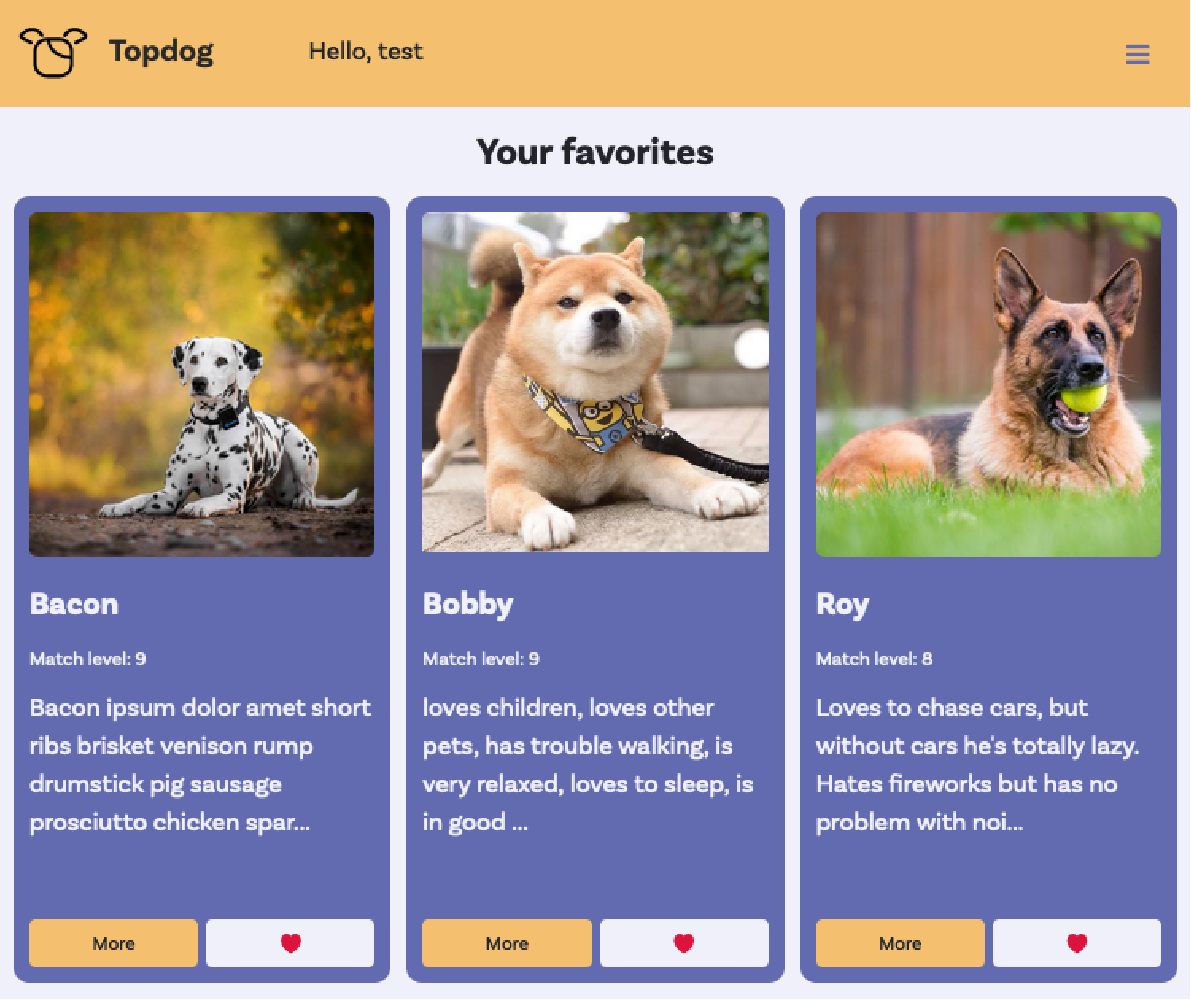 Topdog
Hello, test
Your favorites
Bacon
Match level: 9
Bacon ipsum dolor amet short
ribs brisket venison rump
drumstick pig sausage
prosciutto chicken spar...
More
Bobby
Match level: 9
loves children, loves other
pets, has trouble walking, is
very relaxed, loves to sleep, is
in good ...
More
Roy
Match level: 8
Loves to chase cars, but
without cars he's totally lazy.
Hates fireworks but has no
problem with noi...
More